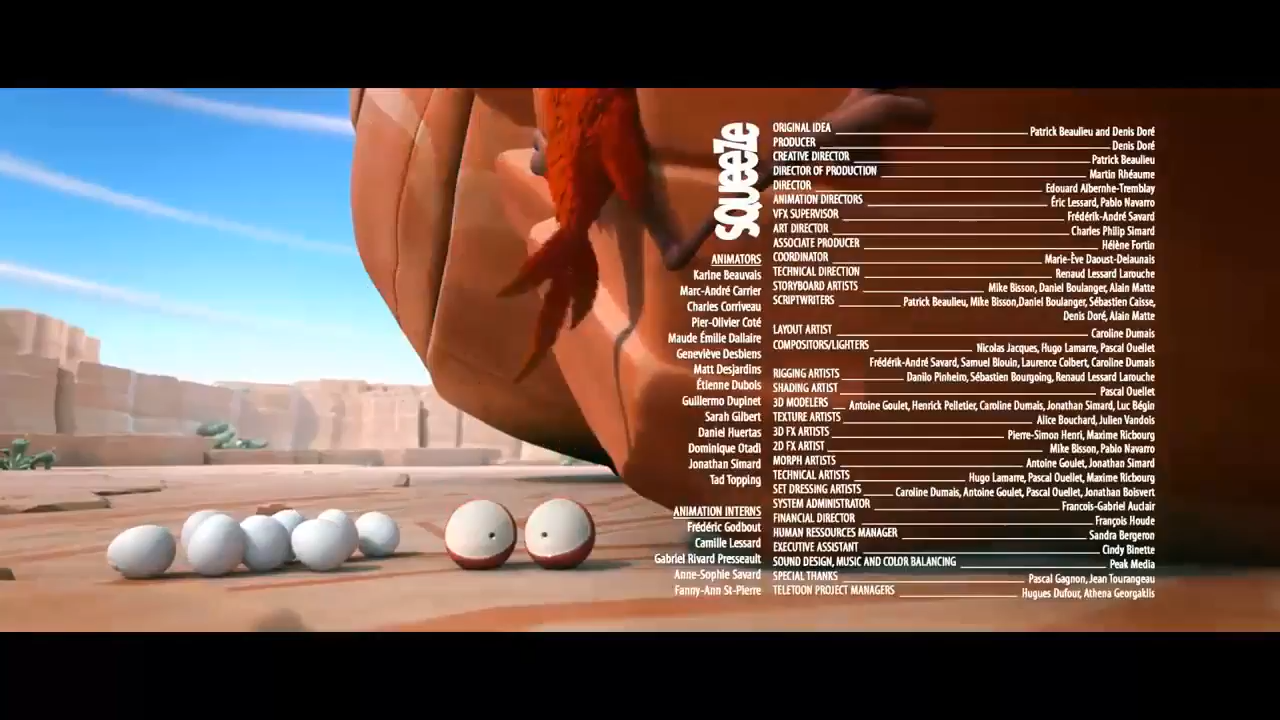 squeeze
ANIMATORS
Karine Beauvais
Marc-André Carrier
Charles Corriveau
Pier-Olivier Coté
Maude Émilie Dallaire
Geneviève Desbiens
Matt Desjardins
Étienne Dubois
Guillermo Dupinet
Sarah Gilbert
Daniel Huertas
Dominique Otadi
Jonathan Simard
Tad Topping
ANIMATION INTERNS
Frédéric Godbout
Camille Lessard
Gabriel Rivard Presseault
Anne-Sophie Savard
Fanny-Ann St-Pierre
ORIGINAL IDEA Patrick Beaulieu and Denis Doré
PRODUCER Denis Doré
CREATIVE DIRECTOR Patrick Beaulieu
DIRECTOR OF PRODUCTION Martin Rhéaume
DIRECTOR Edouard Albernhe-Tremblay
ANIMATION DIRECTORS Éric Lessard, Pablo Navarro
VFX SUPERVISOR Frédérik-André Savard
ART DIRECTOR Charles Philip Simard
ASSOCIATE PRODUCER Hélène Fortin
COORDINATOR Marie-Ève Daoust-Delaunais
TECHNICAL DIRECTION Renaud Lessard Larouche
STORYBOARD ARTISTS Mike Bisson, Daniel Boulanger, Alain Matte
SCRIPTWRITERS Patrick Beaulieu, Mike Bisson,Daniel Boulanger, Sébastien Caisse,
Denis Doré, Alain Matte
LAYOUT ARTIST Caroline Dumais
COMPOSITORS/LIGHTERS Nicolas Jacques, Hugo Lamarre, Pascal Ouellet
Frédérik-André Savard, Samuel Blouin, Laurence Colbert, Caroline Dumais
RIGGING ARTISTS Danilo Pinheiro, Sébastien Bourgoing, Renaud Lessard Larouche
SHADING ARTIST Pascal Ouellet
3D MODELERS Antoine Goulet, Henrick Pelletier, Caroline Dumais, Jonathan Simard, Luc Bégin
TEXTURE ARTISTS Alice Bouchard, Julien Vandois
3D FX ARTISTS Pierre-Simon Henri, Maxime Ricbourg
2D FX ARTIST Mike Bisson, Pablo Navarro
MORPH ARTISTS Antoine Goulet, Jonathan Simard
TECHNICAL ARTISTS Hugo Lamarre, Pascal Ouellet, Maxime Ricbourg
SET DRESSING ARTISTS Caroline Dumais, Antoine Goulet, Pascal Ouellet, Jonathan Boisvert
SYSTEM ADMINISTRATOR Francois-Gabriel Auclair
FINANCIAL DIRECTOR François Houde
HUMAN RESSOURCES MANAGER Sandra Bergeron
EXECUTIVE ASSISTANT Cindy Binette
SOUND DESIGN, MUSIC AND COLOR BALANCING Peak Media
SPECIAL THANKS Pascal Gagnon, Jean Tourangeau
TELETOON PROJECT MANAGERS Hugues Dufour, Athena Georgaklis